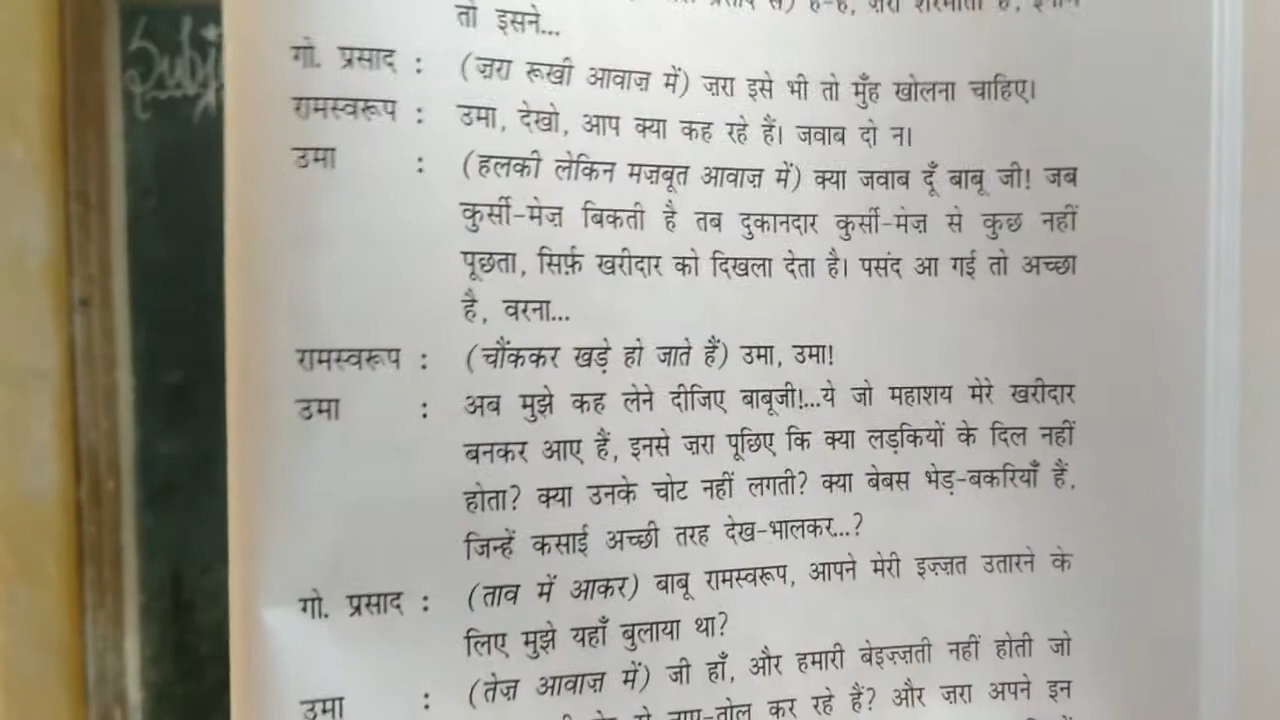 तो इसने...
गो. प्रसाद : (ज़रा रूखी आवाज़ में) ज़रा इसे भी तो मुँह खोलना चाहिए।
रामस्वरूप : उमा, देखो, आप क्या कह रहे हैं। जवाब दो न।
उमा : (हलकी लेकिन मज़बूत आवाज़ में) क्या जवाब दूँ बाबू जी! जब
कुर्सी-मेज़ बिकती है तब दुकानदार कुर्सी-मेज़ से कुछ नहीं
पूछता, सिर्फ़ खरीदार को दिखला देता है। पसंद आ गई तो अच्छा
है, वरना...
रामस्वरूप : (चौंककर खड़े हो जाते हैं) उमा, उमा!
उमा : अब मुझे कह लेने दीजिए बाबूजी!...ये जो महाशय मेरे खरीदार
बनकर आए हैं, इनसे ज़रा पूछिए कि क्या लड़कियों के दिल नहीं
होता? क्या उनके चोट नहीं लगती? क्या बेबस भेड़-बकरियाँ हैं,
जिन्हें कसाई अच्छी तरह देख-भालकर...?
गो. प्रसाद : (ताव में आकर) बाबू रामस्वरूप, आपने मेरी इज़्ज़त उतारने के
लिए मुझे यहाँ बुलाया था?
उमा : (तेज़ आवाज़ में) जी हाँ, और हमारी बेइज़्ज़ती नहीं होती जो
नाप-तोल कर रहे हैं? और ज़रा अपने इन